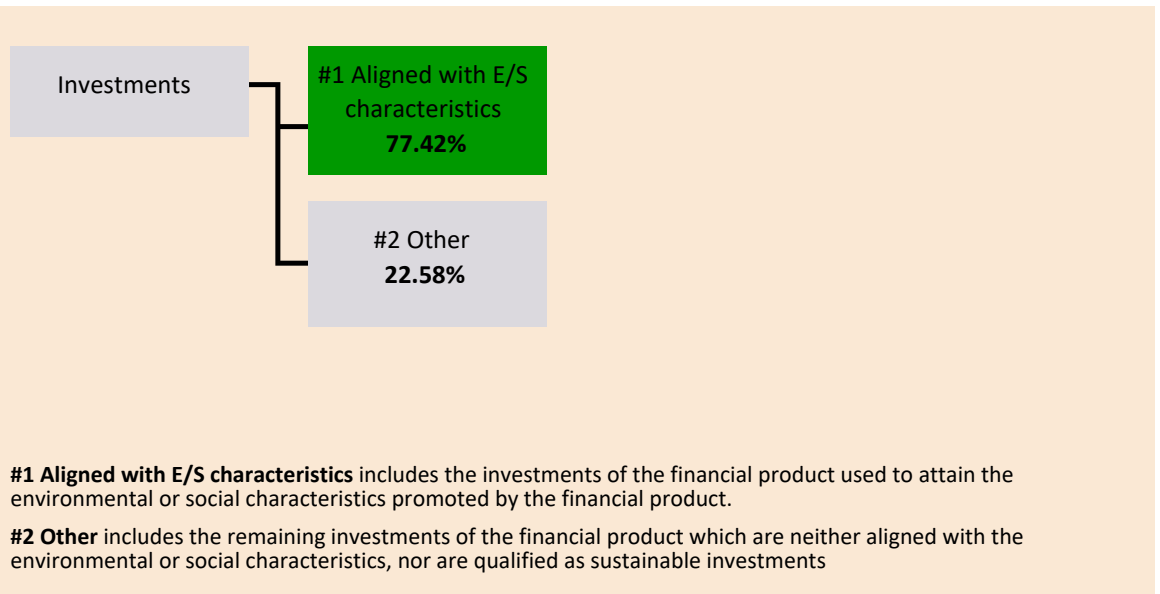 Investments
#1 Aligned with E/S
characteristics
77.42%
#2 Other
22.58%
#1 Aligned with E/S characteristics includes the investments of the financial product used to attain the
environmental or social characteristics promoted by the financial product.
#2 Other includes the remaining investments of the financial product which are neither aligned with the
environmental or social characteristics, nor are qualified as sustainable investments